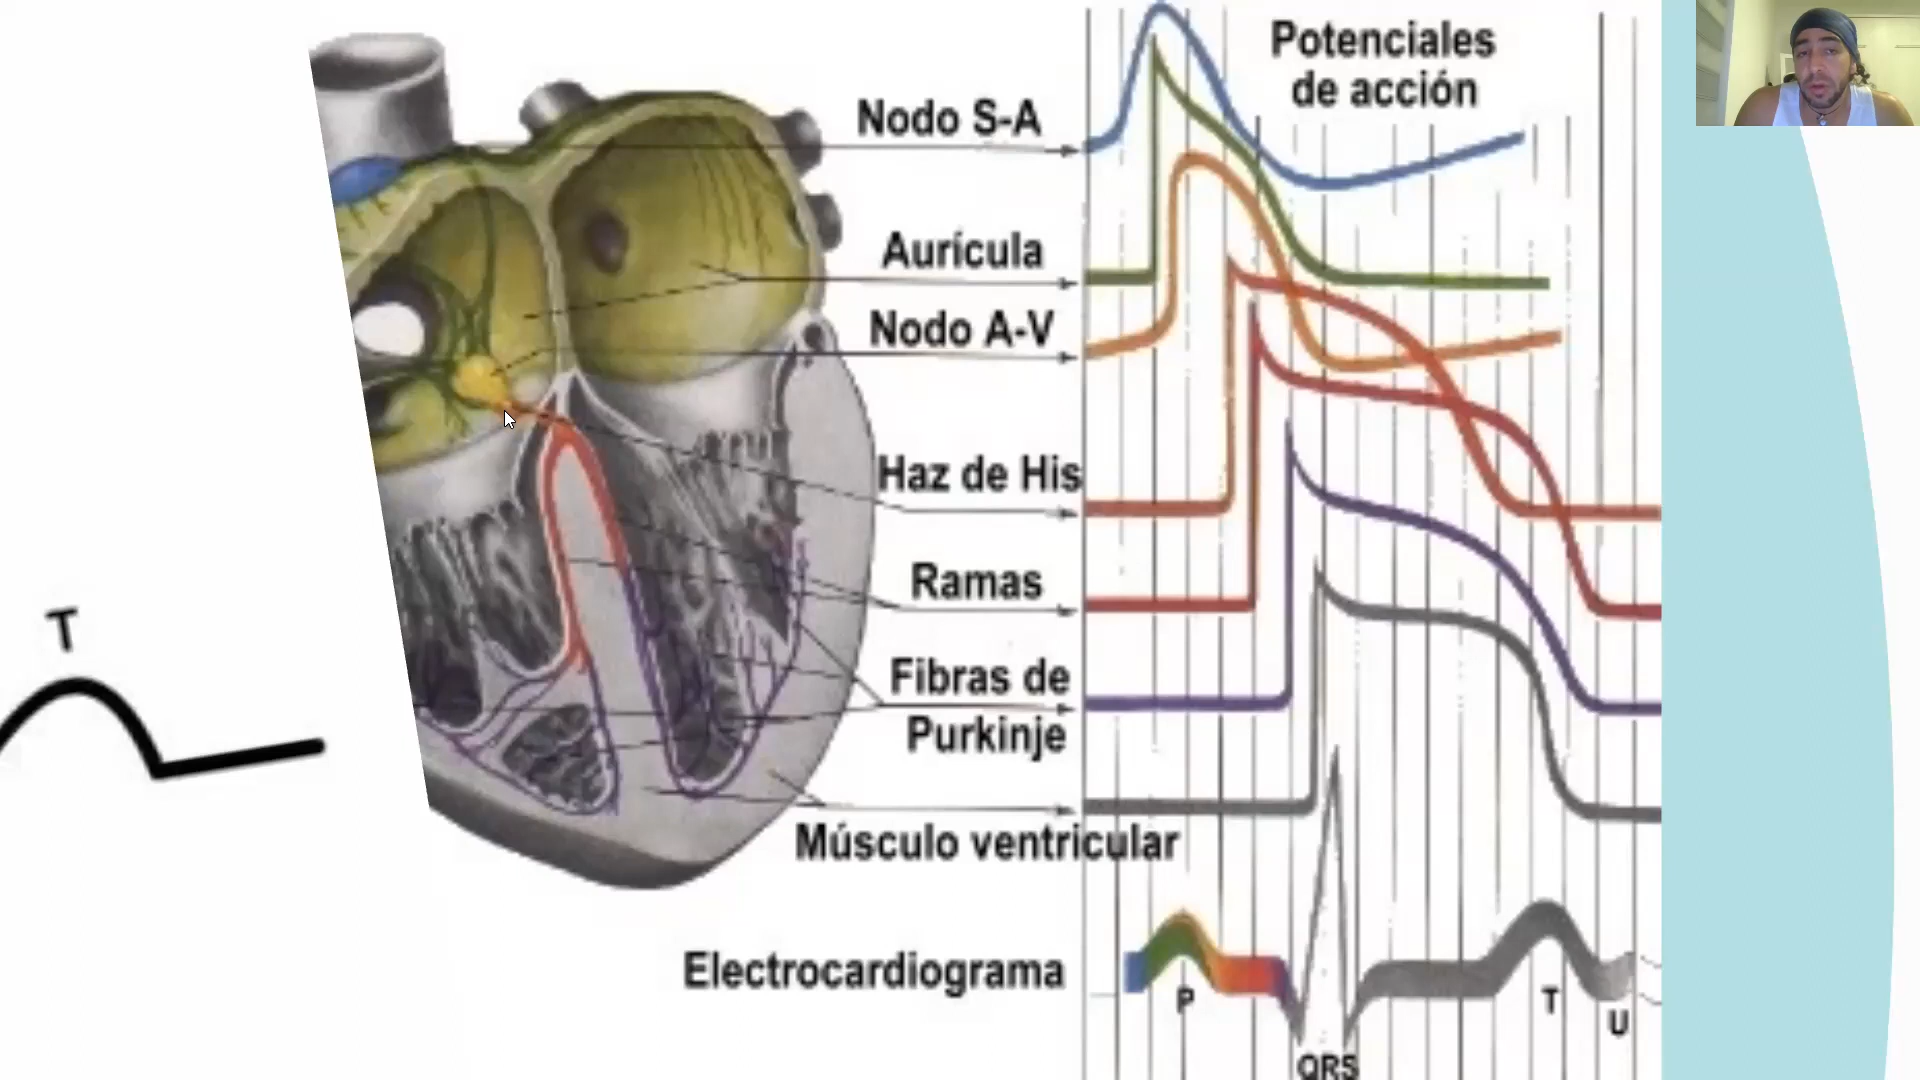 Potenciales
de acción
Nodo S-A
Aurícula
Nodo A-V
Haz de His
Ramas
Fibras de
Purkinje
Músculo ventricular
Electrocardiograma
T
P
QRS
T
U